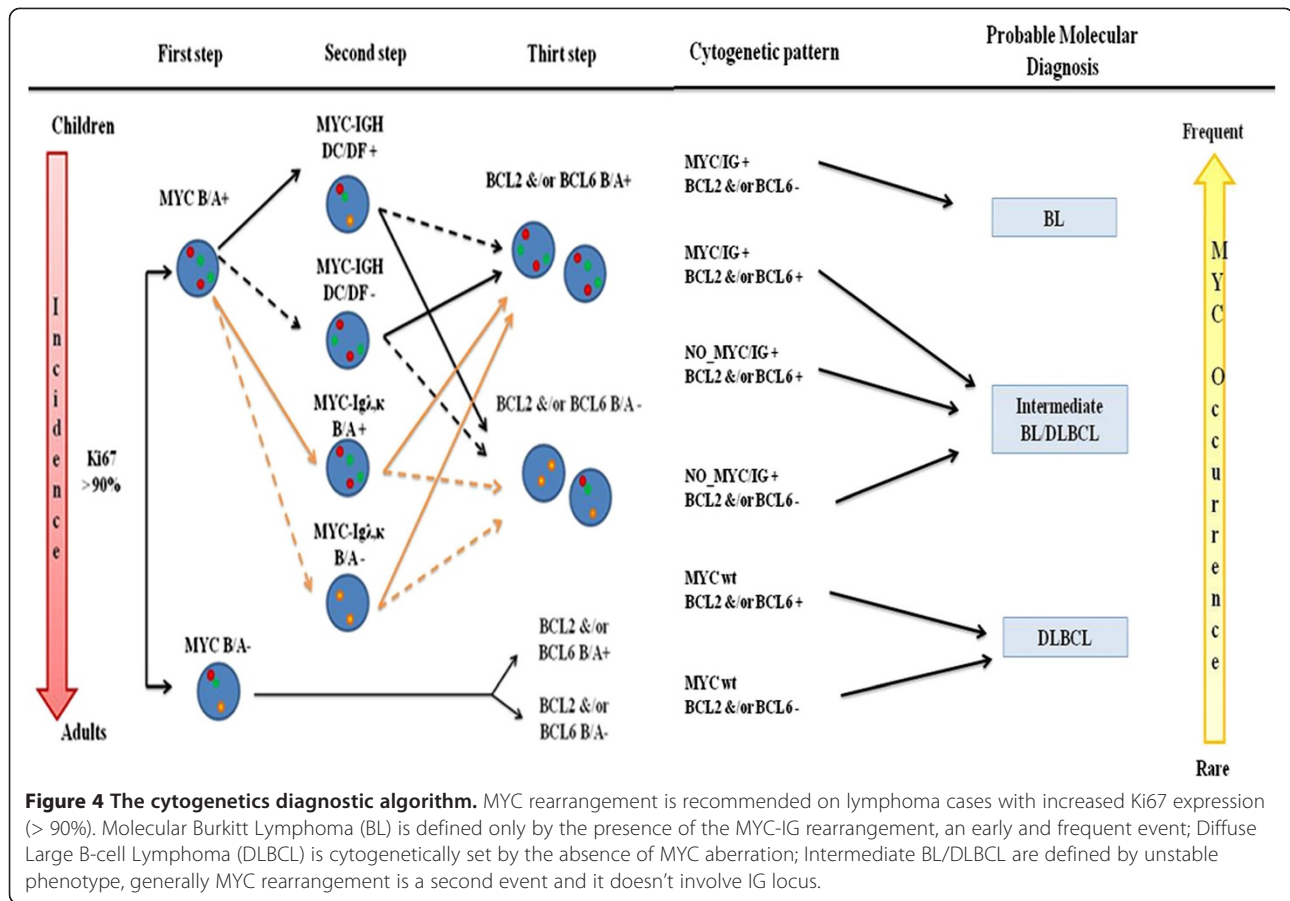 First step
Second step
Thirt step
Cytogenetic pattern
Probable Molecular
Diagnosis
Children
Incidence
Adults
Ki67
>90%
MYC B/A+
MYC B/A-
MYC-IGH
DC/DF +
MYC-IGH
DC/DF -
MYC-Igλ,κ
B/A+
MYC-Igλ,κ
B/A -
BCL2 &/or BCL6 B/A+
BCL2 &/or BCL6 B/A -
BCL2 &/or
BCL6 B/A+
BCL2 &/or
BCL6 B/A-
MYC/IG +
BCL2 &/or BCL6 -
MYC/IG +
BCL2 &/or BCL6 +
NO_MYC/IG +
BCL2 &/or BCL6 +
NO_MYC/IG +
BCL2 &/or BCL6 -
MYC wt
BCL2 &/or BCL6 +
MYC wt
BCL2 &/or BCL6 -
BL
Intermediate
BL/DLBCL
DLBCL
Frequent
MYC Occurrence
Rare
Figure 4 The cytogenetics diagnostic algorithm. MYC rearrangement is recommended on lymphoma cases with increased Ki67 expression
(> 90%). Molecular Burkitt Lymphoma (BL) is defined only by the presence of the MYC-IG rearrangement, an early and frequent event; Diffuse
Large B-cell Lymphoma (DLBCL) is cytogenetically set by the absence of MYC aberration; Intermediate BL/DLBCL are defined by unstable
phenotype, generally MYC rearrangement is a second event and it doesn't involve IG locus.